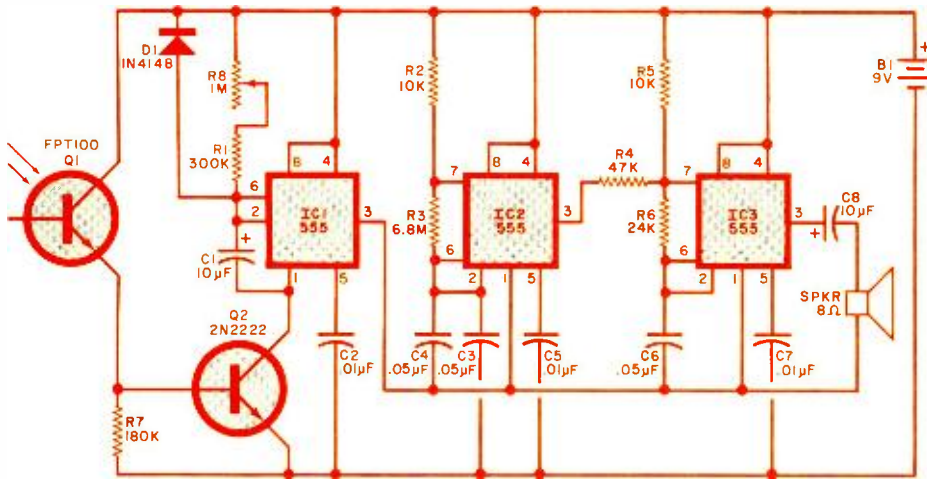 D1
1N4148
R8
1M
R1
300K
FPT100
Q1
8
4
6
2
IC1
555
3
1
5
+
C1
10µF
Q2
2N2222
R7
180K
C2
.01µF
R2
10K
7
8
4
R3
6.8M
IC2
555
3
6
2
1
5
C4
.05µF
C3
.05µF
C5
.01µF
R4
47K
R5
10K
7
8
4
R6
24K
IC3
555
3
6
2
1
5
C6
.05µF
C7
.01µF
C8
10µF
+
SPKR
8Ω
+
B1
9V